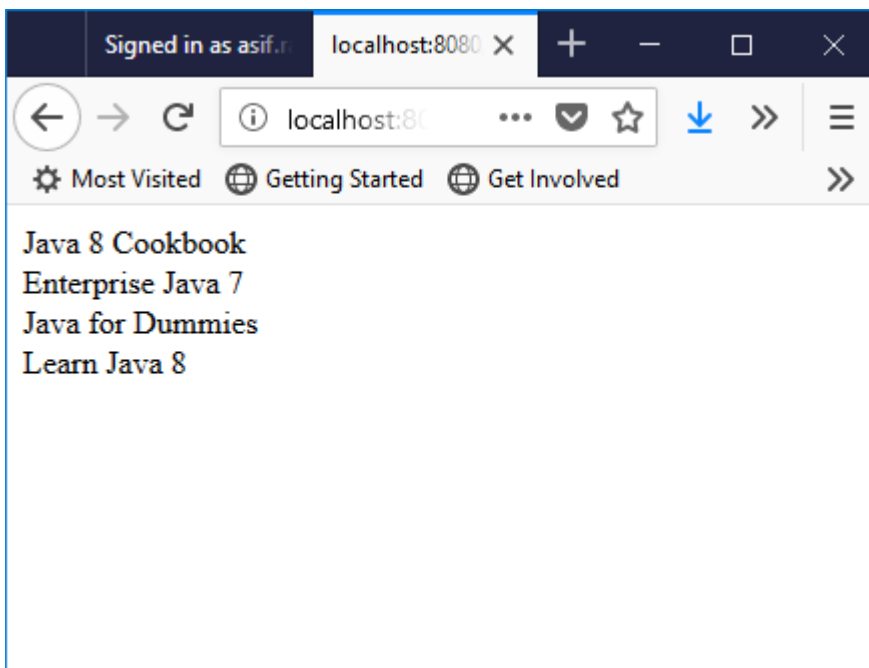 Signed in as asif.r
localhost:8080
localhost:80
Most Visited
Getting Started
Get Involved
Java 8 Cookbook
Enterprise Java 7
Java for Dummies
Learn Java 8